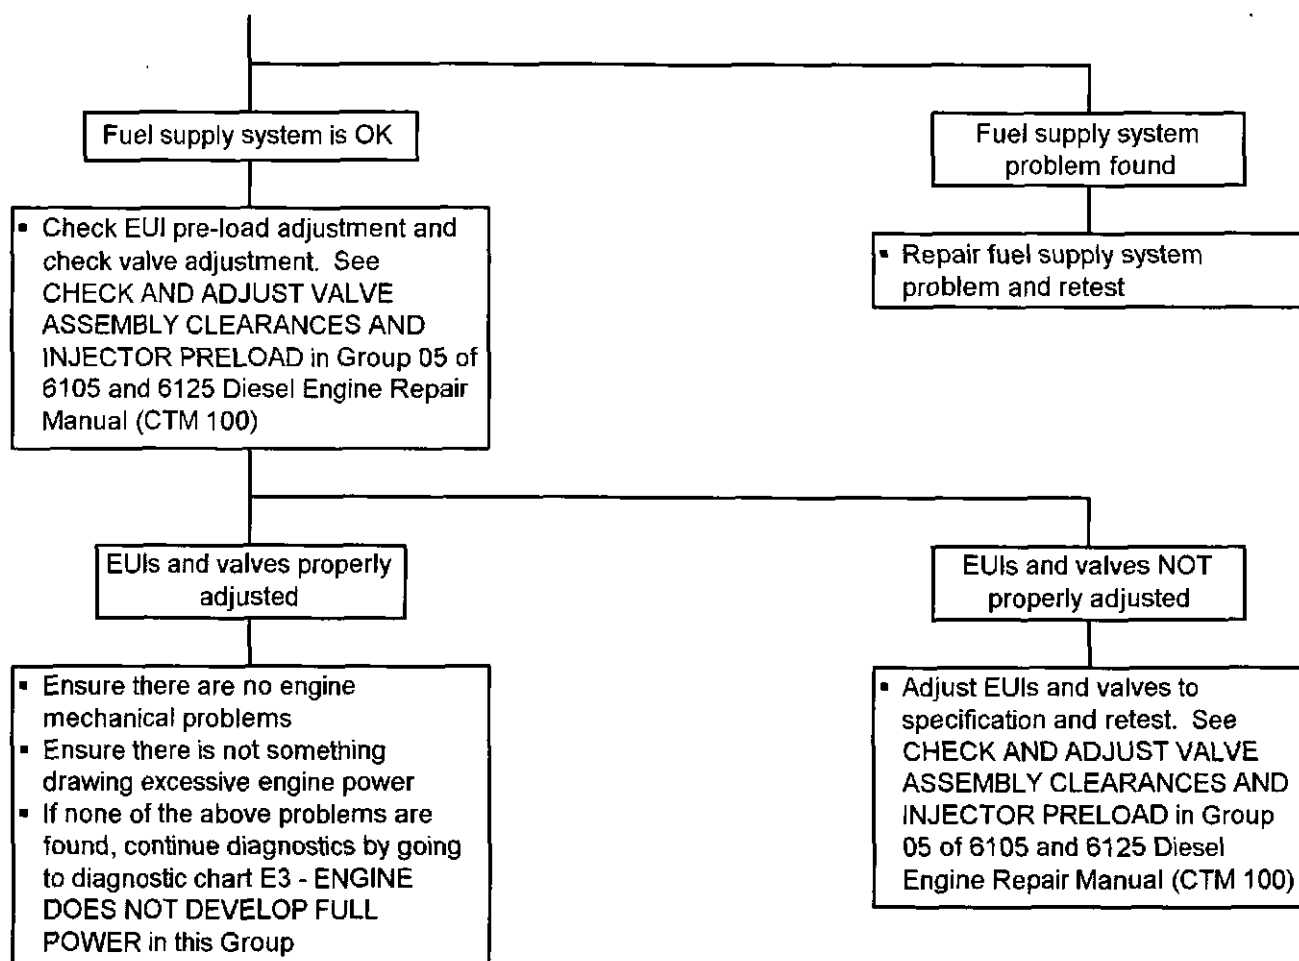 Fuel supply system is OK
Fuel supply system
problem found
▪ Check EUI pre-load adjustment and
check valve adjustment. See
CHECK AND ADJUST VALVE
ASSEMBLY CLEARANCES AND
INJECTOR PRELOAD in Group 05 of
6105 and 6125 Diesel Engine Repair
Manual (CTM 100)
▪ Repair fuel supply system
problem and retest
EUIs and valves properly
adjusted
EUIs and valves NOT
properly adjusted
▪ Ensure there are no engine
mechanical problems
▪ Ensure there is not something
drawing excessive engine power
▪ If none of the above problems are
found, continue diagnostics by going
to diagnostic chart E3 - ENGINE
DOES NOT DEVELOP FULL
POWER in this Group
▪ Adjust EUIs and valves to
specification and retest. See
CHECK AND ADJUST VALVE
ASSEMBLY CLEARANCES AND
INJECTOR PRELOAD in Group
05 of 6105 and 6125 Diesel
Engine Repair Manual (CTM 100)